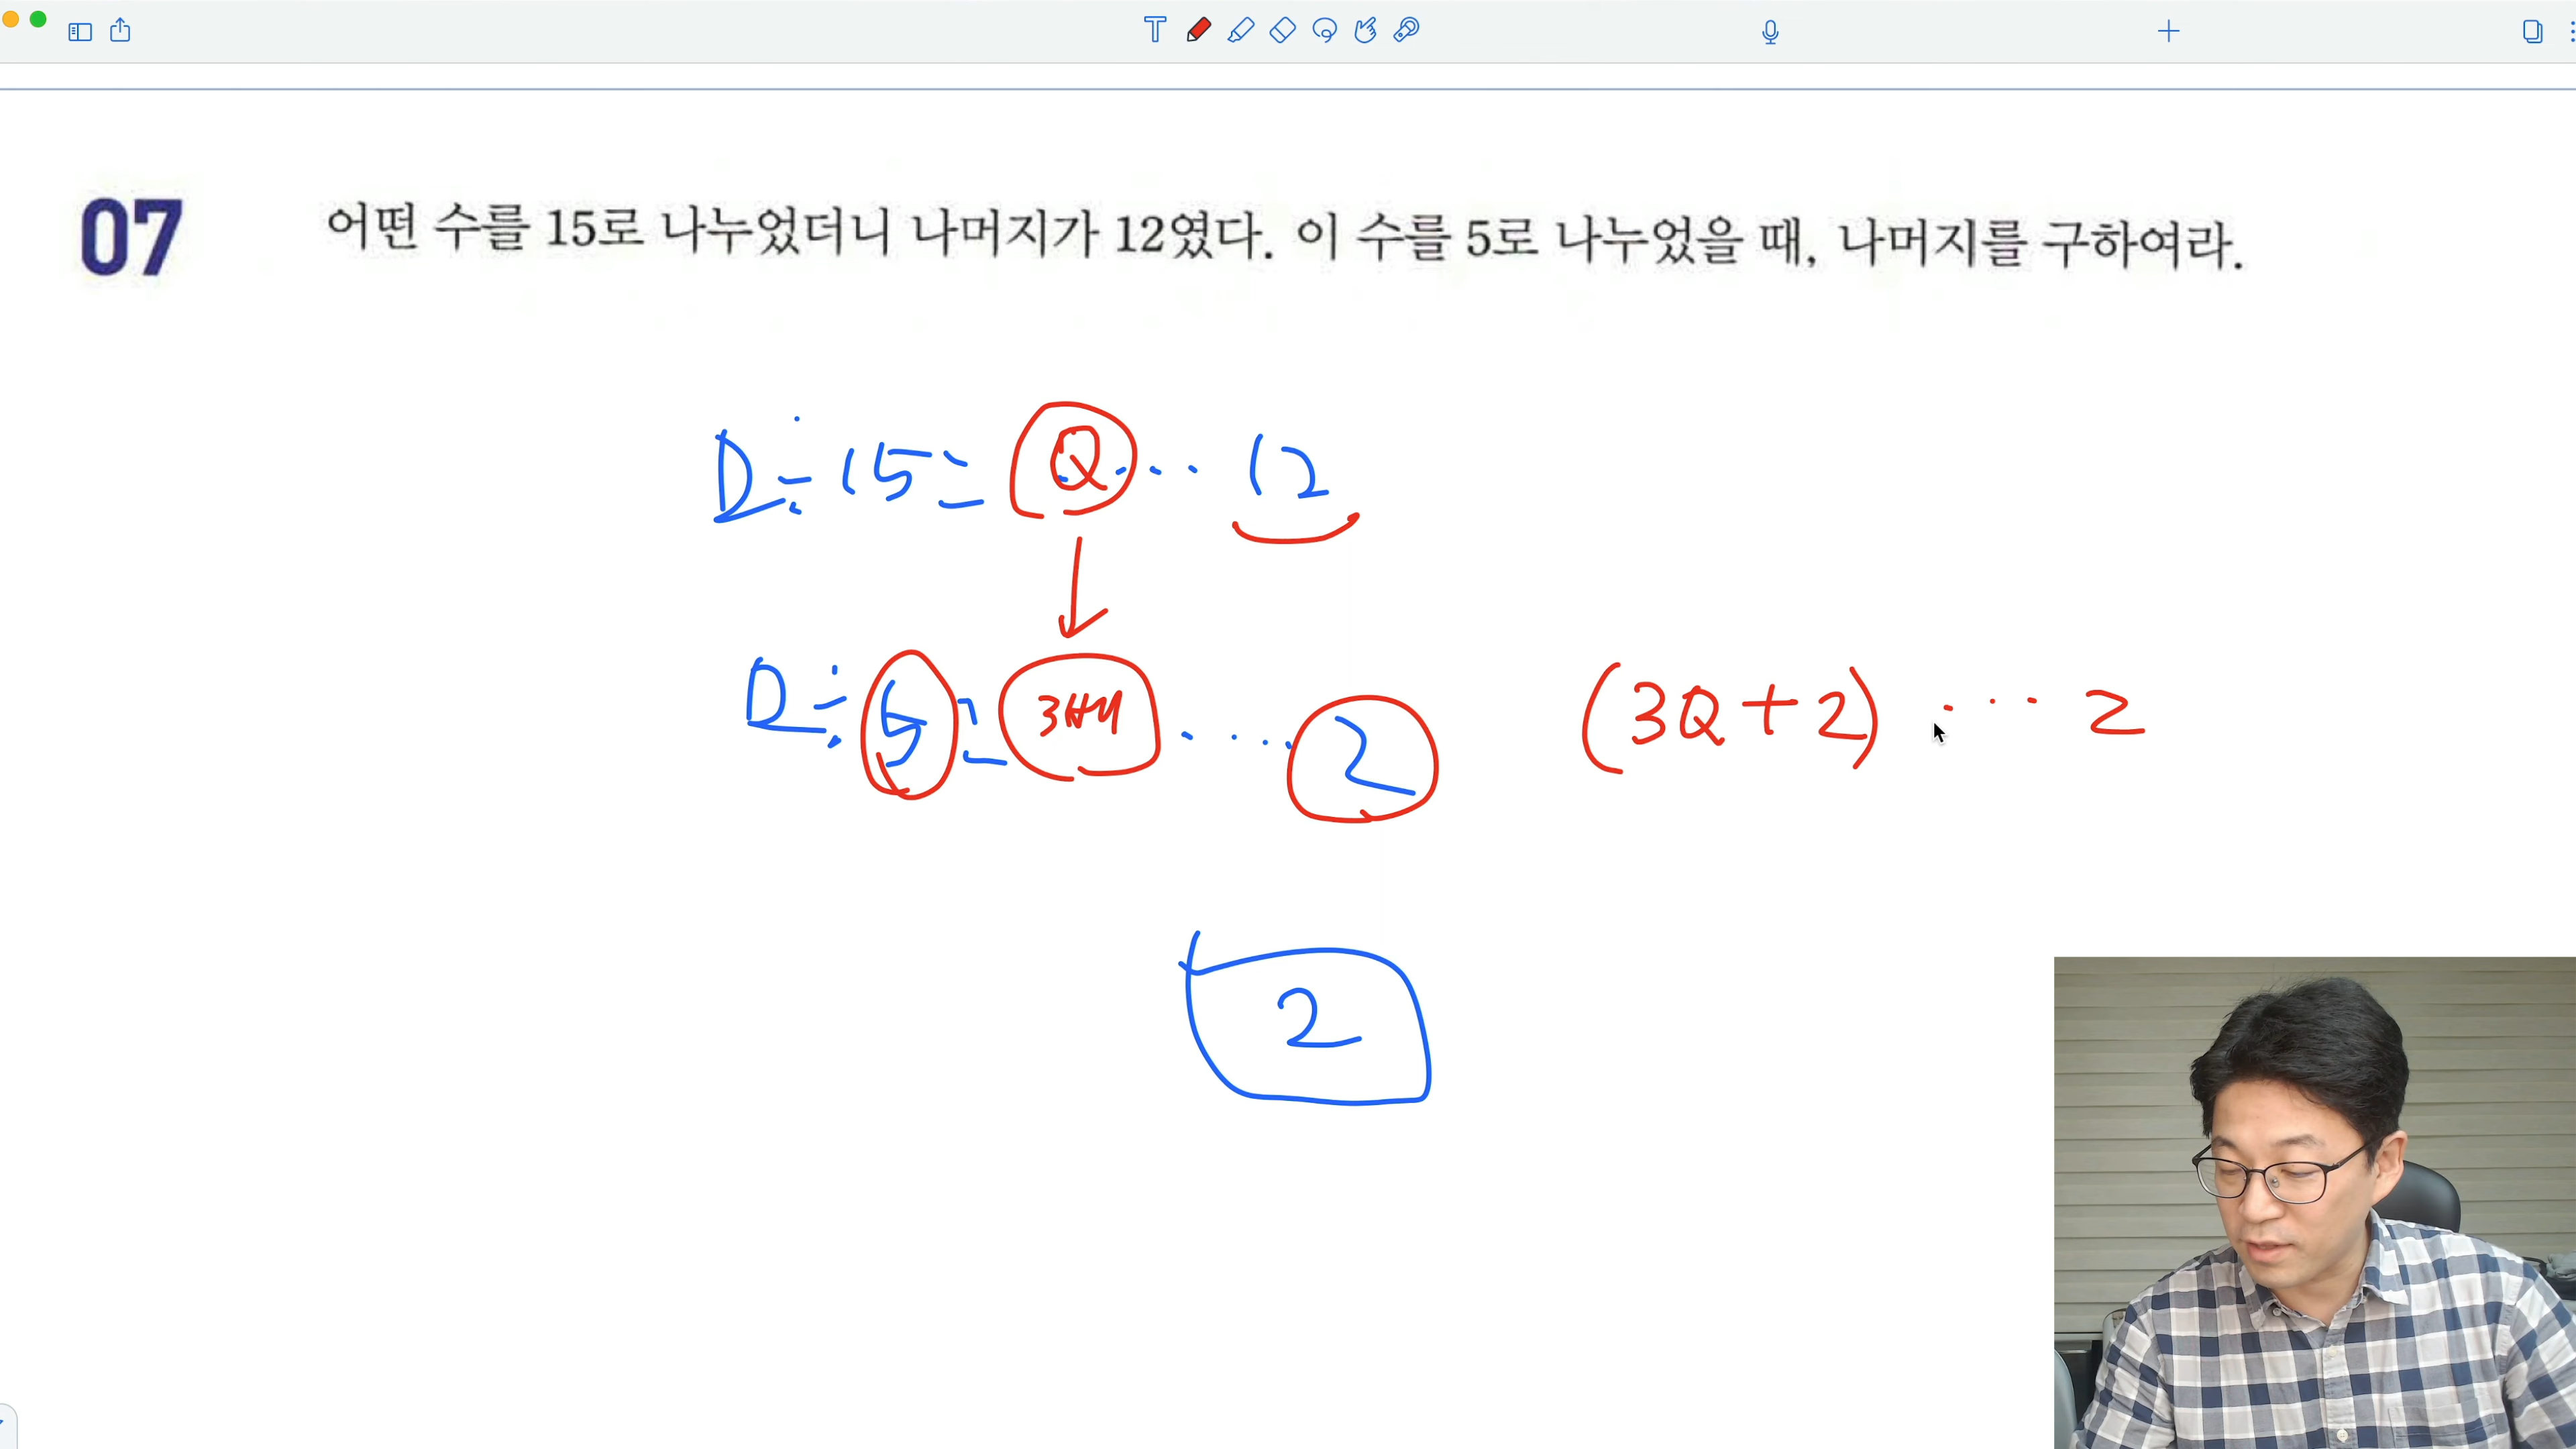 07 어떤 수를 15로 나누었더니 나머지가 12였다. 이 수를 5로 나누었을 때, 나머지를 구하여라.
D ÷ 15 = Q ··· 12
D ÷ 5 = 3배 ···· 2
(3Q+2) ··· 2
2